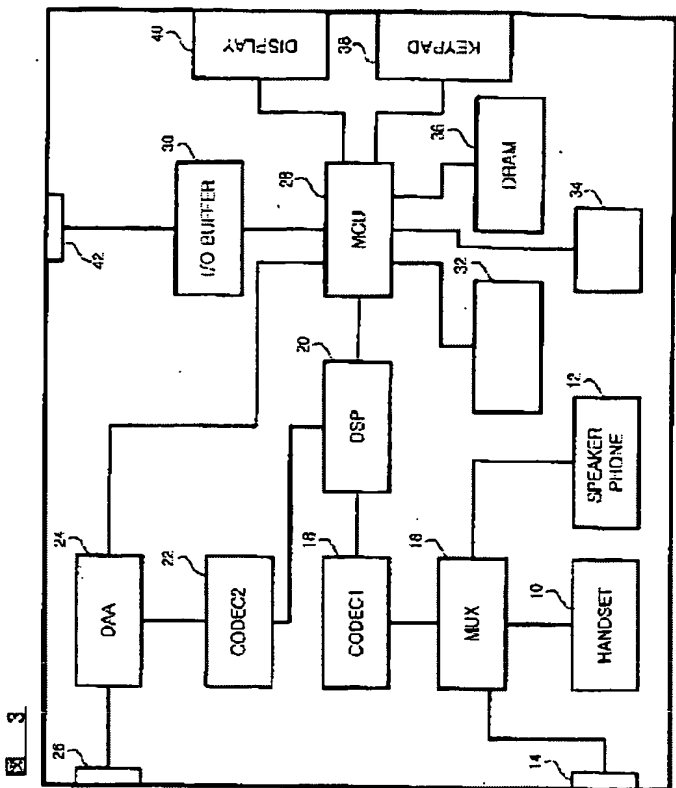 図 3
26
24
DAA
22
CODEC2
18
CODEC1
18
MUX
14
10
HANDSET
12
SPEAKER
PHONE
20
DSP
42
30
I/O BUFFER
28
MCU
32
34
36
DRAM
40
DISPLAY
38
KEYPAD